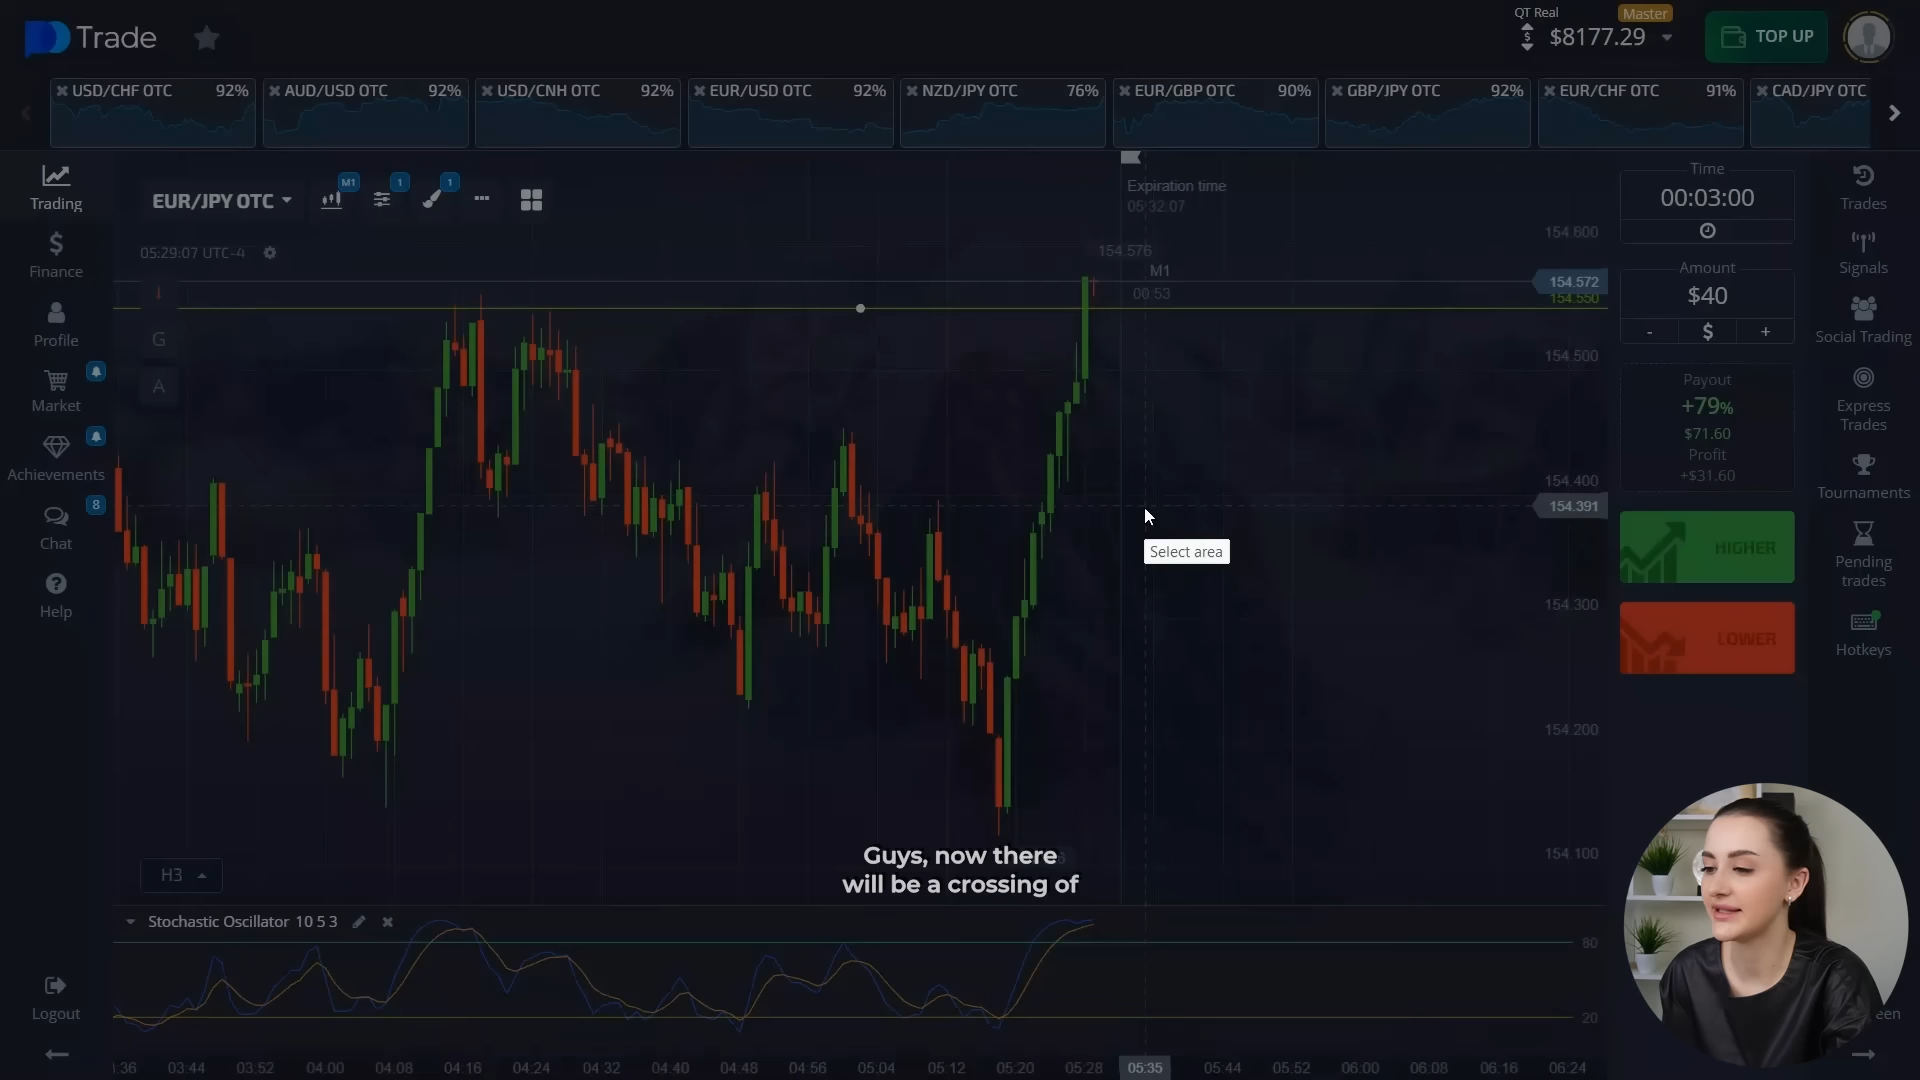 Trade
QT Real
Master
$8177.29
TOP UP
USD/CHF OTC 92%
AUD/USD OTC 92%
USD/CNH OTC 92%
EUR/USD OTC 92%
NZD/JPY OTC 76%
EUR/GBP OTC 90%
GBP/JPY OTC 92%
EUR/CHF OTC 91%
CAD/JPY OTC
Trading
Finance
Profile
Market
Achievements
8
Chat
Help
Logout
EUR/JPY OTC
M1
1
1
05:29:07 UTC-4
G
A
Expiration time
05:32:07
154.576
M1
00:53
154.600
154.572
154.550
154.500
154.400
154.391
154.300
154.200
154.100
Select area
H3
Guys, now there
will be a crossing of
Stochastic Oscillator 10 5 3
80
20
03:44 03:52 04:00 04:08 04:16 04:24 04:32 04:40 04:48 04:56 05:04 05:12 05:20 05:28 05:35 05:44 05:52 06:00 06:08 06:16 06:24
Time
00:03:00
Amount
$40
- $ +
Payout
+79%
$71.60
Profit
+$31.60
HIGHER
LOWER
Trades
Signals
Social Trading
Express
Trades
Tournaments
Pending
trades
Hotkeys